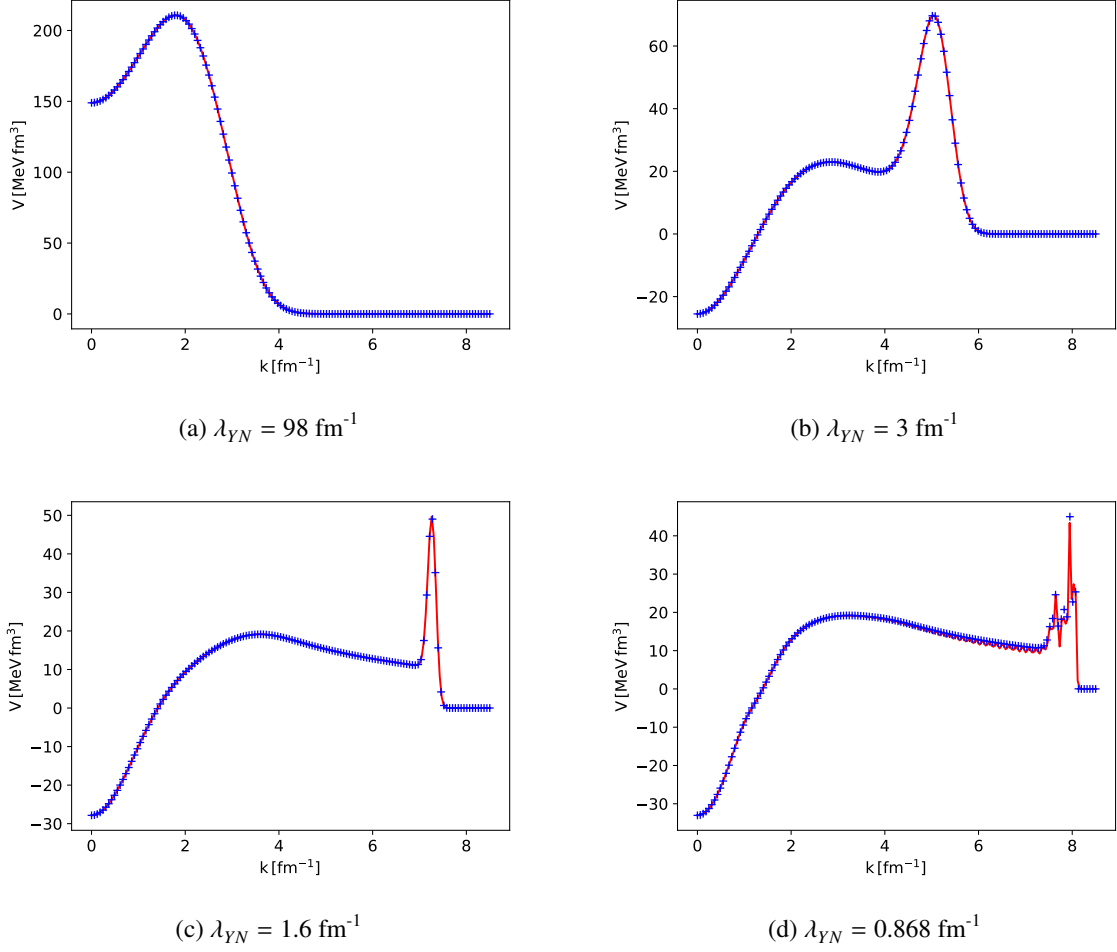 200
150
100
50
0
V [MeV fm³]
0 2 4 6 8
k [fm⁻¹]
(a) λYN = 98 fm⁻¹
60
40
20
0
−20
V [MeV fm³]
0 2 4 6 8
k [fm⁻¹]
(b) λYN = 3 fm⁻¹
50
40
30
20
10
0
−10
−20
−30
V [MeV fm³]
0 2 4 6 8
k [fm⁻¹]
(c) λYN = 1.6 fm⁻¹
40
30
20
10
0
−10
−20
−30
V [MeV fm³]
0 2 4 6 8
k [fm⁻¹]
(d) λYN = 0.868 fm⁻¹